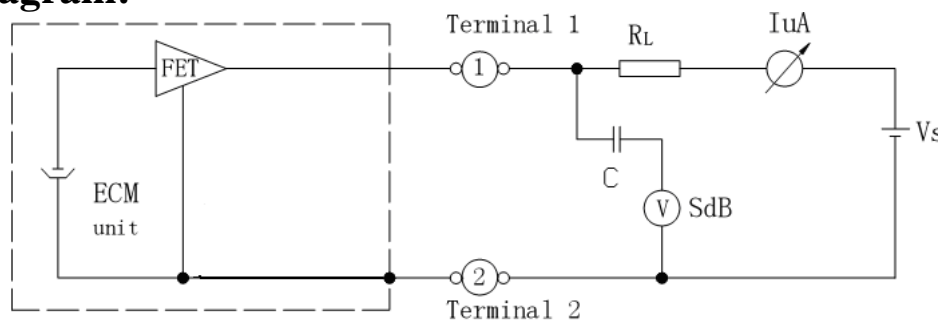 agram:
Terminal 1
RL
IuA
FET
1
Vs
C
ECM
unit
V
SdB
2
Terminal 2